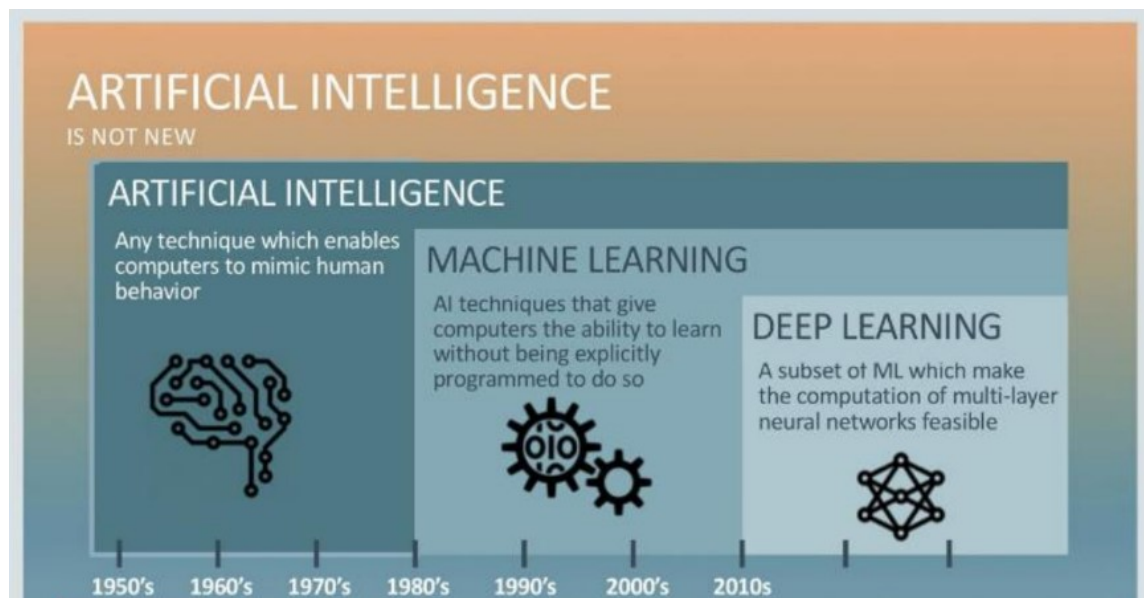 ARTIFICIAL INTELLIGENCE
IS NOT NEW
ARTIFICIAL INTELLIGENCE
Any technique which enables
computers to mimic human
behavior
MACHINE LEARNING
AI techniques that give
computers the ability to learn
without being explicitly
programmed to do so
OIO
DEEP LEARNING
A subset of ML which make
the computation of multi-layer
neural networks feasible
1950's 1960's 1970's 1980's 1990's 2000's 2010s